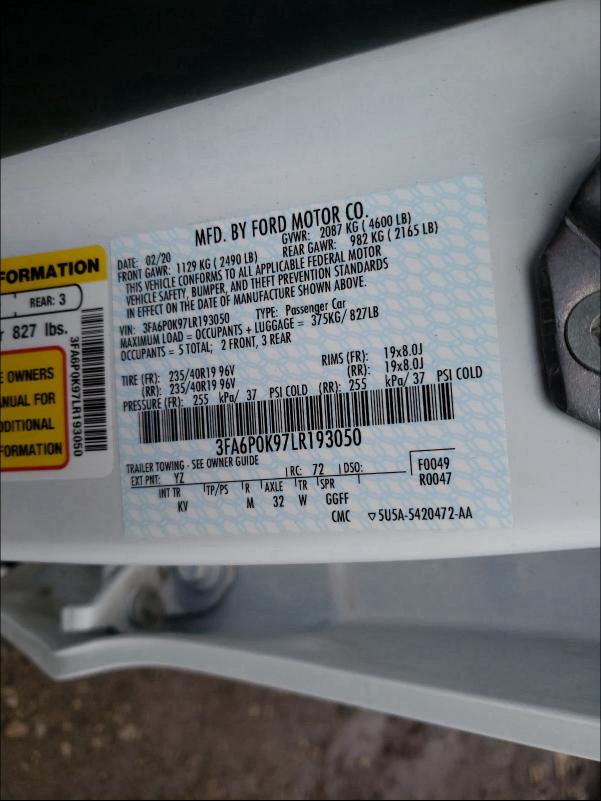 FORMATION
REAR: 3
827 lbs.
E OWNERS
ANUAL FOR
DDITIONAL
FORMATION
3FA6P0K97LR193050
MFD. BY FORD MOTOR CO.
DATE: 02/20 GVWR: 2087 KG ( 4600 LB)
FRONT GAWR: 1129 KG ( 2490 LB) REAR GAWR: 982 KG ( 2165 LB)
THIS VEHICLE CONFORMS TO ALL APPLICABLE FEDERAL MOTOR
VEHICLE SAFETY, BUMPER, AND THEFT PREVENTION STANDARDS
IN EFFECT ON THE DATE OF MANUFACTURE SHOWN ABOVE.
VIN: 3FA6P0K97LR193050 TYPE: Passenger Car
MAXIMUM LOAD = OCCUPANTS + LUGGAGE = 375KG/ 827LB
OCCUPANTS = 5 TOTAL; 2 FRONT, 3 REAR
TIRE (FR): 235/40R19 96V RIMS (FR): 19x8.0J
(RR): 235/40R19 96V (RR): 19x8.0J
PRESSURE (FR): 255 kPa/ 37 PSI COLD (RR): 255 kPa/ 37 PSI COLD
3FA6P0K97LR193050
TRAILER TOWING - SEE OWNER GUIDE
EXT PNT: YZ RC: 72 DSO: F0049
INT TR TP/PS R AXLE TR SPR R0047
KV M 32 W GGFF
CMC ▽5U5A-5420472-AA